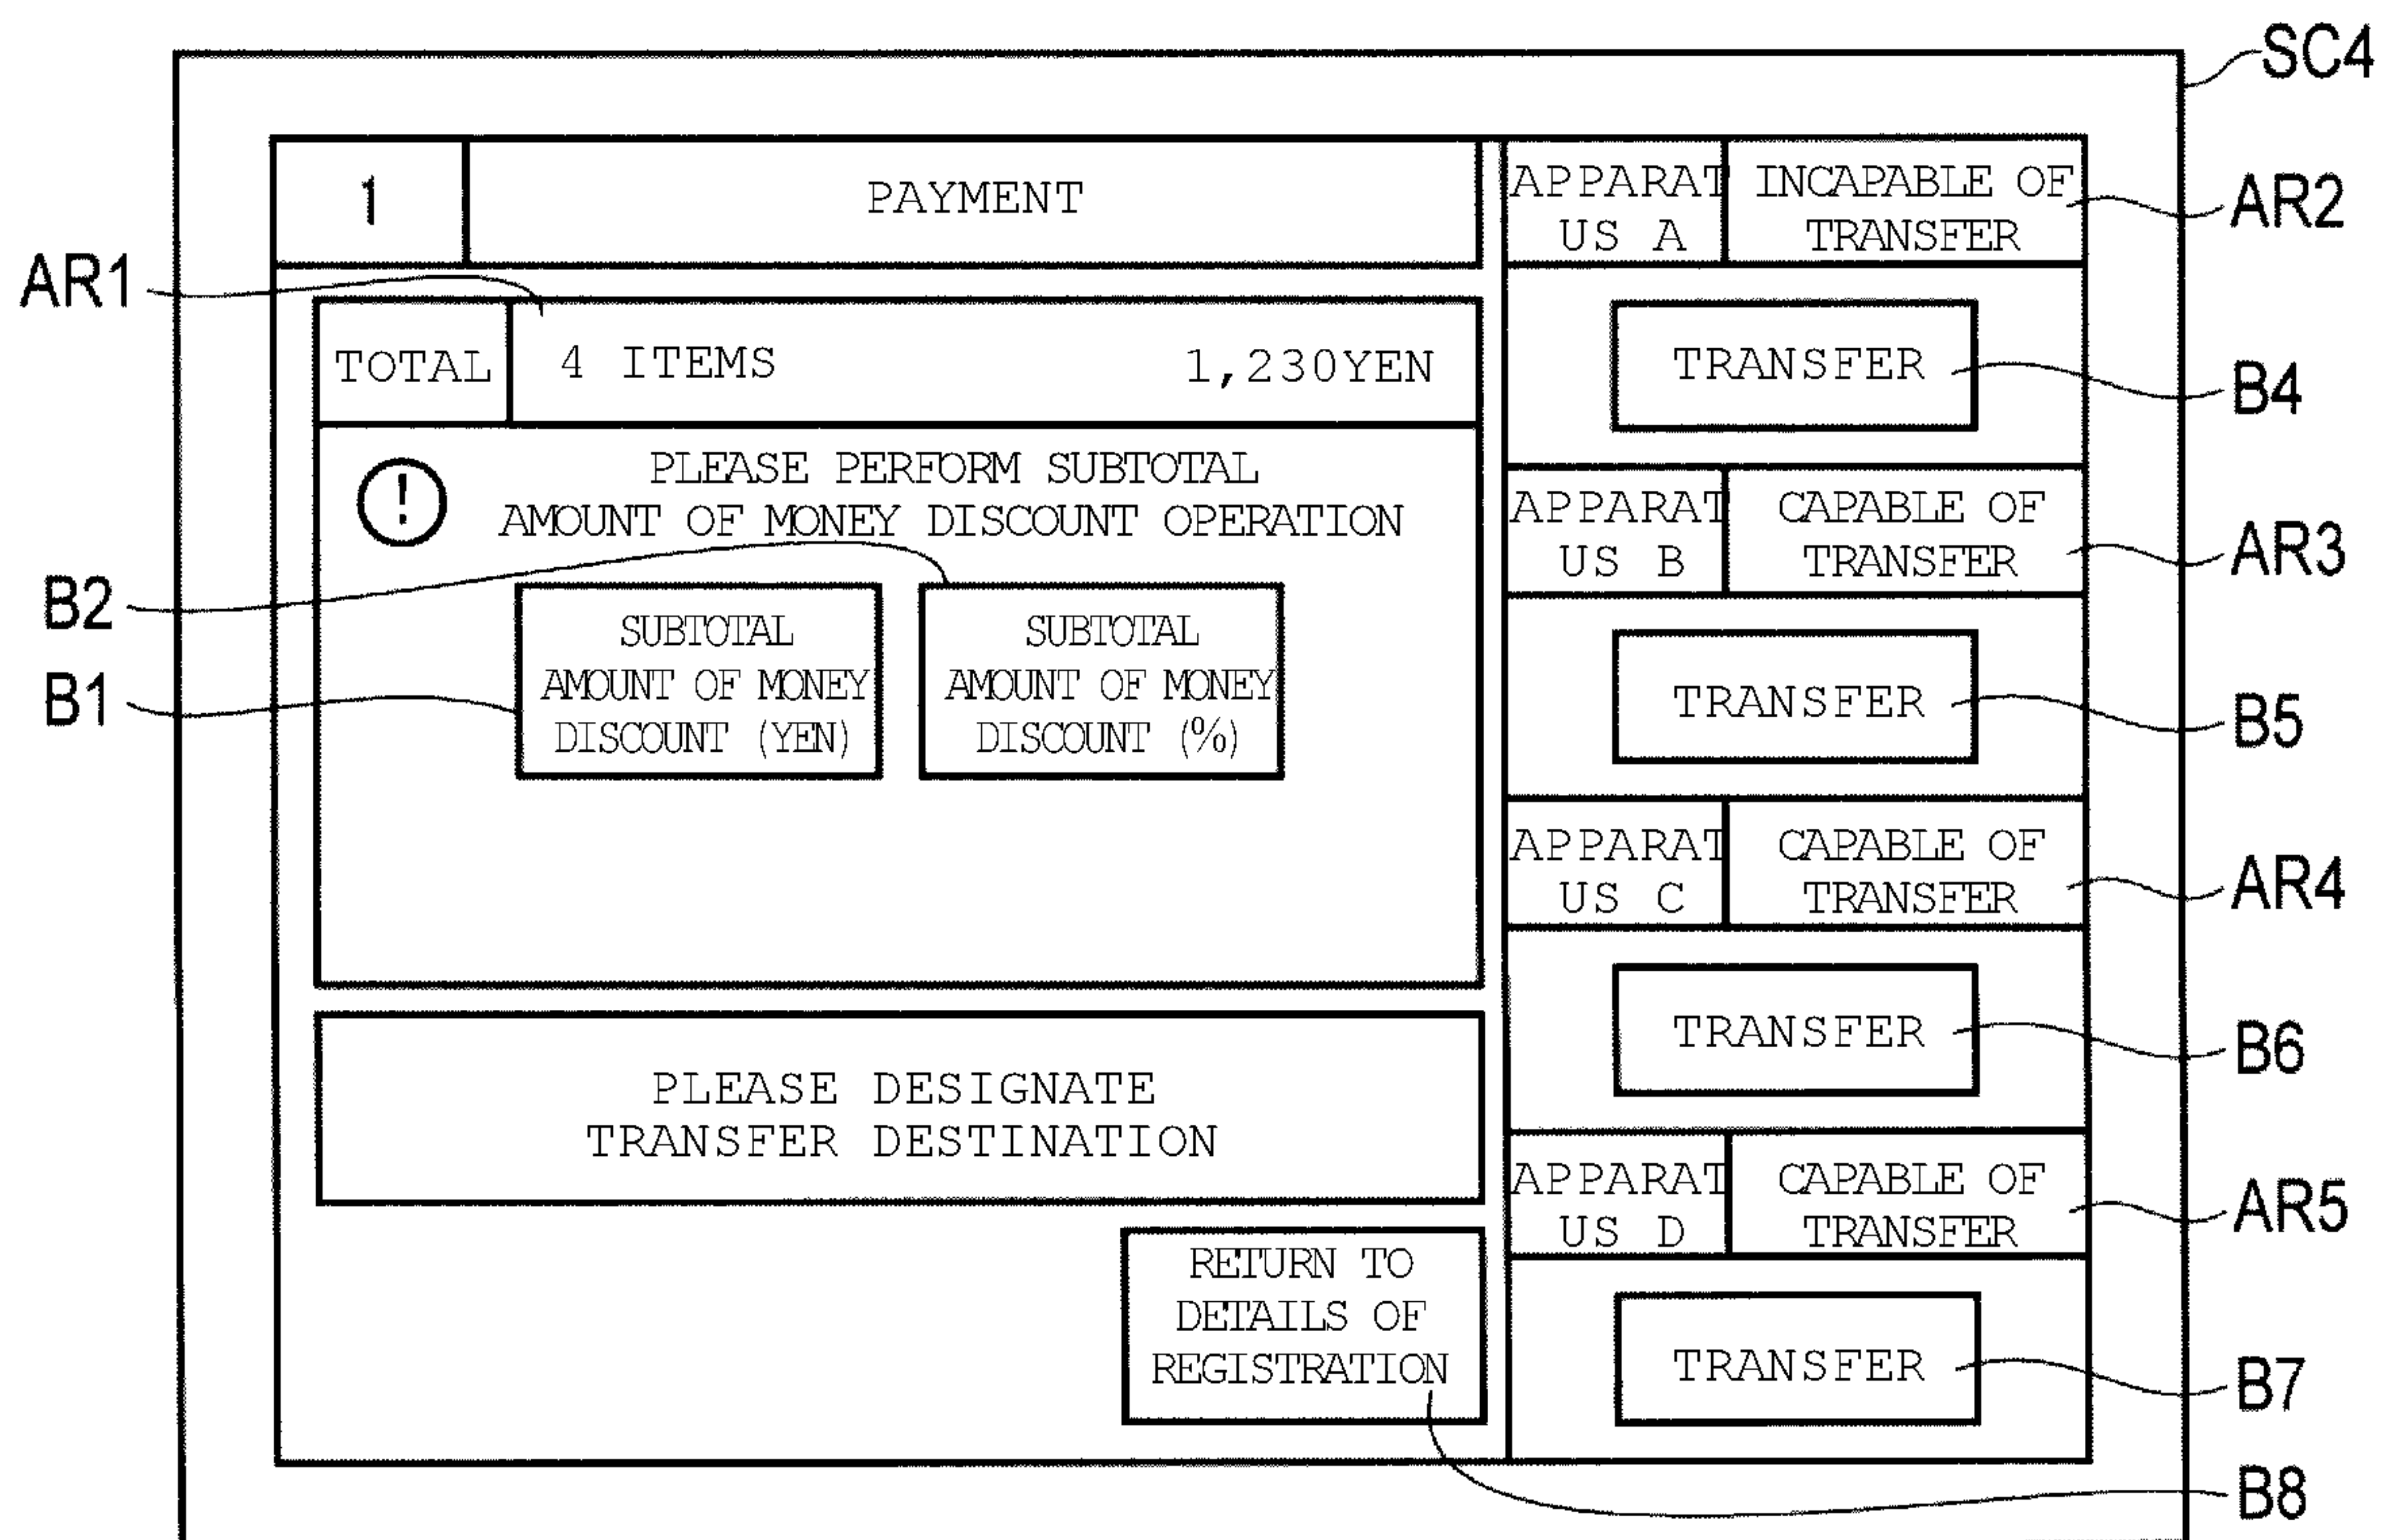 SC4
1
PAYMENT
AR1
TOTAL
4 ITEMS
1,230YEN
!
PLEASE PERFORM SUBTOTAL
AMOUNT OF MONEY DISCOUNT OPERATION
B2
B1
SUBTOTAL
AMOUNT OF MONEY
DISCOUNT (YEN)
SUBTOTAL
AMOUNT OF MONEY
DISCOUNT (%)
PLEASE DESIGNATE
TRANSFER DESTINATION
RETURN TO
DETAILS OF
REGISTRATION
B8
APPARAT
US A
INCAPABLE OF
TRANSFER
AR2
TRANSFER
B4
APPARAT
US B
CAPABLE OF
TRANSFER
AR3
TRANSFER
B5
APPARAT
US C
CAPABLE OF
TRANSFER
AR4
TRANSFER
B6
APPARAT
US D
CAPABLE OF
TRANSFER
AR5
TRANSFER
B7